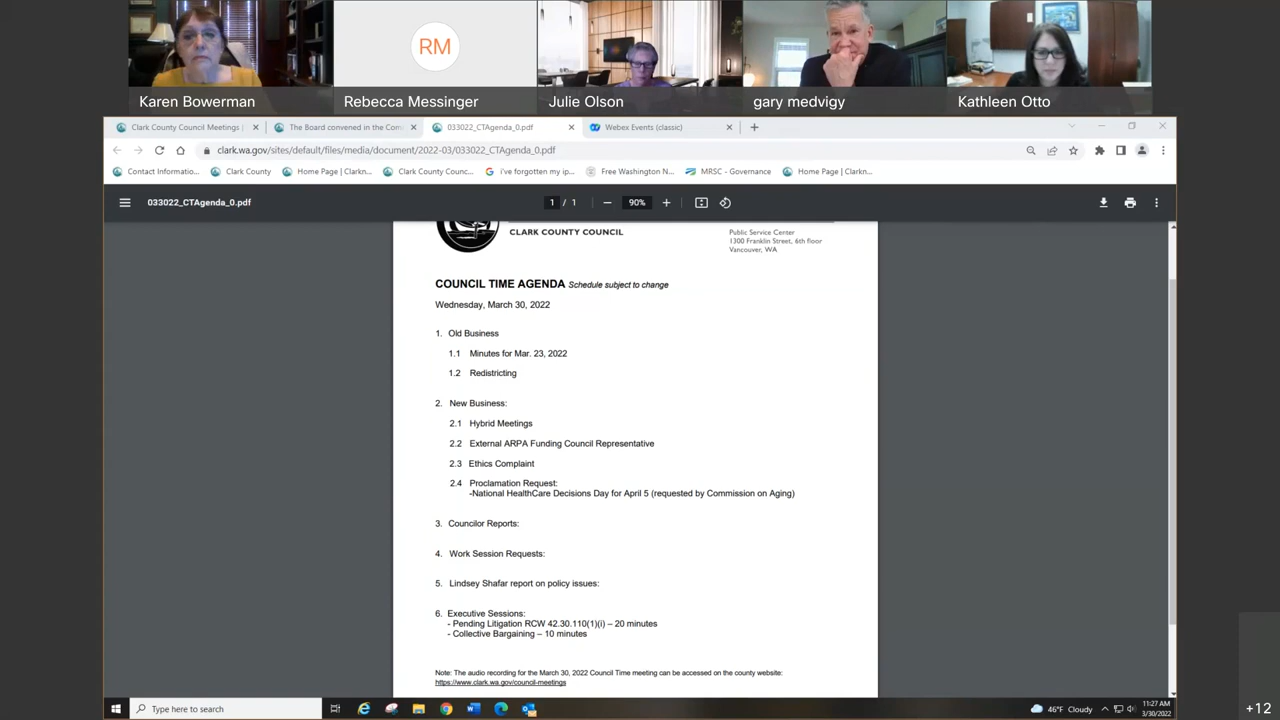 RM
Karen Bowerman
Rebecca Messinger
Julie Olson
gary medvigy
Kathleen Otto
Clark County Council Meetings |
The Board convened in the Con
033022_CTAgenda_0.pdf
Webex Events (classic)
clark.wa.gov/sites/default/files/media/document/2022-03/033022_CTAgenda_0.pdf
Contact Informatio...
Clark County
Home Page | Clarkn...
Clark County Counc...
i've forgotten my ip...
Free Washington N...
MRSC - Governance
Home Page | Clarkn...
033022_CTAgenda_0.pdf
1 / 1
90%
CLARK COUNTY COUNCIL
Public Service Center
1300 Franklin Street, 6th floor
Vancouver, WA
COUNCIL TIME AGENDA Schedule subject to change
Wednesday, March 30, 2022
1. Old Business
1.1 Minutes for Mar. 23, 2022
1.2 Redistricting
2. New Business:
2.1 Hybrid Meetings
2.2 External ARPA Funding Council Representative
2.3 Ethics Complaint
2.4 Proclamation Request:
-National HealthCare Decisions Day for April 5 (requested by Commission on Aging)
3. Councilor Reports:
4. Work Session Requests:
5. Lindsey Shafar report on policy issues:
6. Executive Sessions:
- Pending Litigation RCW 42.30.110(1)(i) – 20 minutes
- Collective Bargaining – 10 minutes
Note: The audio recording for the March 30, 2022 Council Time meeting can be accessed on the county website:
https://www.clark.wa.gov/council-meetings
Type here to search
46°F Cloudy
11:27 AM
3/30/2022
+12